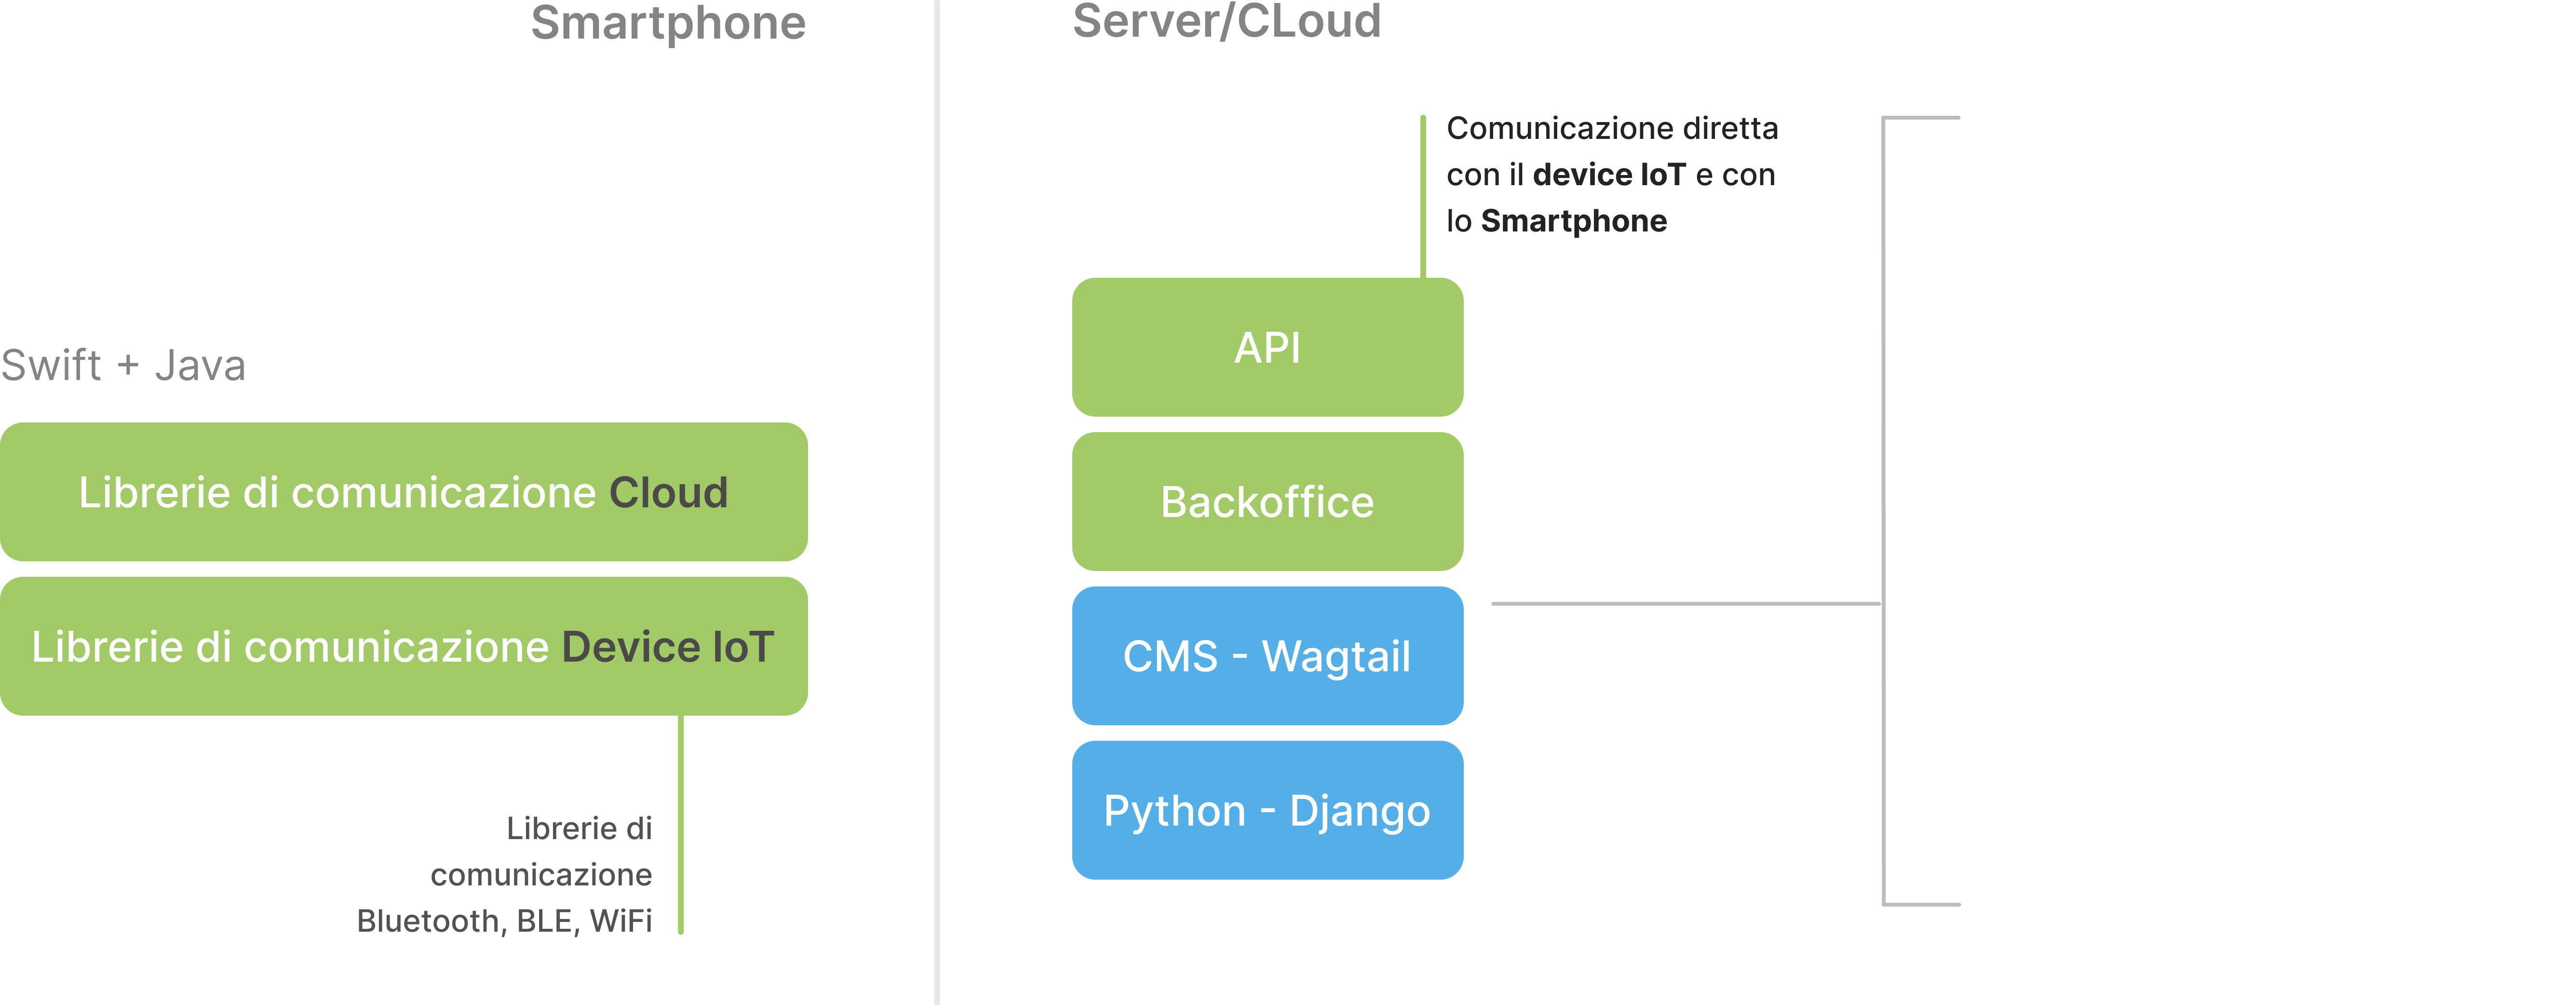 Smartphone
Swift + Java
Librerie di comunicazione Cloud
Librerie di comunicazione Device IoT
Librerie di
comunicazione
Bluetooth, BLE, WiFi
Server/CLoud
Comunicazione diretta
con il device IoT e con
lo Smartphone
API
Backoffice
CMS - Wagtail
Python - Django